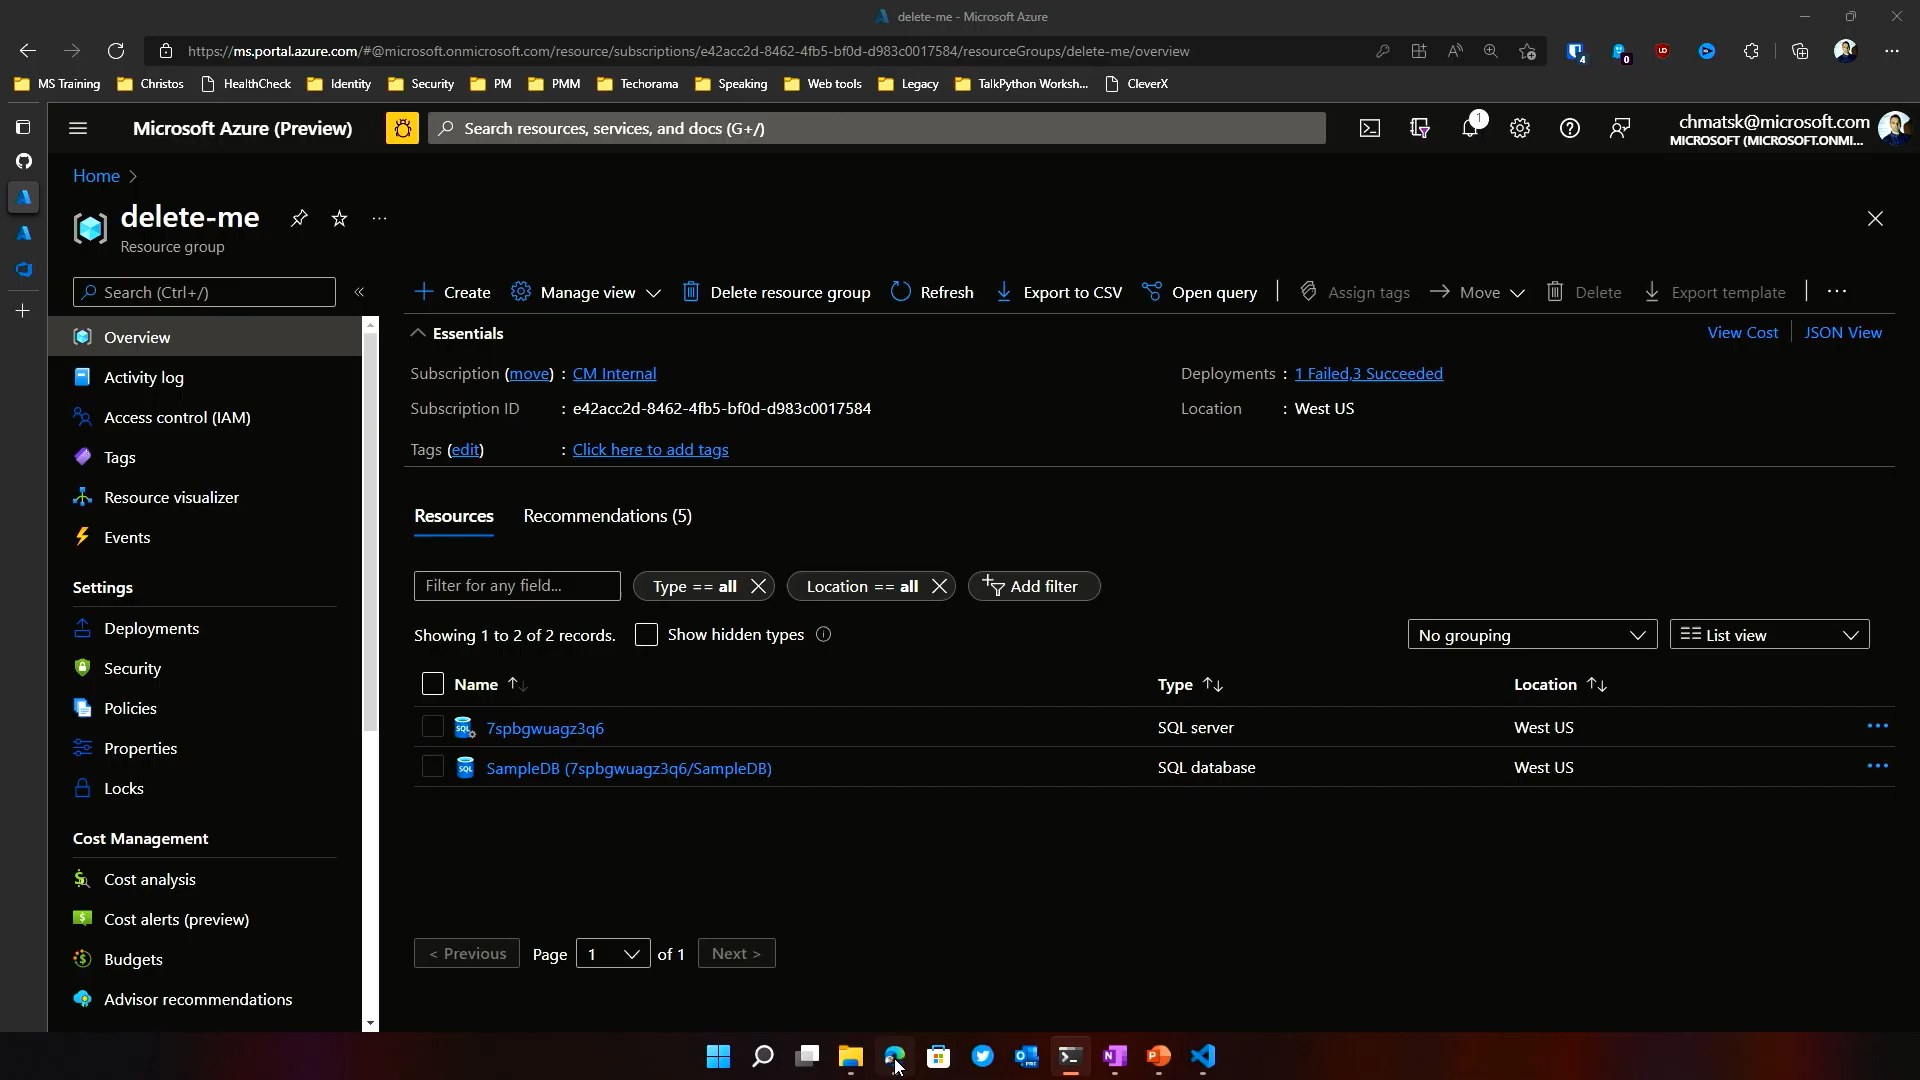 delete-me - Microsoft Azure
https://ms.portal.azure.com/#@microsoft.onmicrosoft.com/resource/subscriptions/e42acc2d-8462-4fb5-bf0d-d983c0017584/resourceGroups/delete-me/overview
4
0
MS Training
Christos
HealthCheck
Identity
Security
PM
PMM
Techorama
Speaking
Web tools
Legacy
TalkPython Worksh...
CleverX
Microsoft Azure (Preview)
Search resources, services, and docs (G+/)
1
chmatsk@microsoft.com
MICROSOFT (MICROSOFT.ONMI...
Home
delete-me
Resource group
Search (Ctrl+/)
Create
Manage view
Delete resource group
Refresh
Export to CSV
Open query
Assign tags
Move
Delete
Export template
Overview
Activity log
Access control (IAM)
Tags
Resource visualizer
Events
Settings
Deployments
Security
Policies
Properties
Locks
Cost Management
Cost analysis
Cost alerts (preview)
Budgets
Advisor recommendations
Essentials
View Cost
JSON View
Subscription (move) : CM Internal
Deployments : 1 Failed,3 Succeeded
Subscription ID : e42acc2d-8462-4fb5-bf0d-d983c0017584
Location : West US
Tags (edit) : Click here to add tags
Resources
Recommendations (5)
Filter for any field...
Type == all
Location == all
Add filter
Showing 1 to 2 of 2 records.
Show hidden types
No grouping
List view
Name
Type
Location
SQL
7spbgwuagz3q6
SQL server
West US
SQL
SampleDB (7spbgwuagz3q6/SampleDB)
SQL database
West US
< Previous
Page
1
of 1
Next >